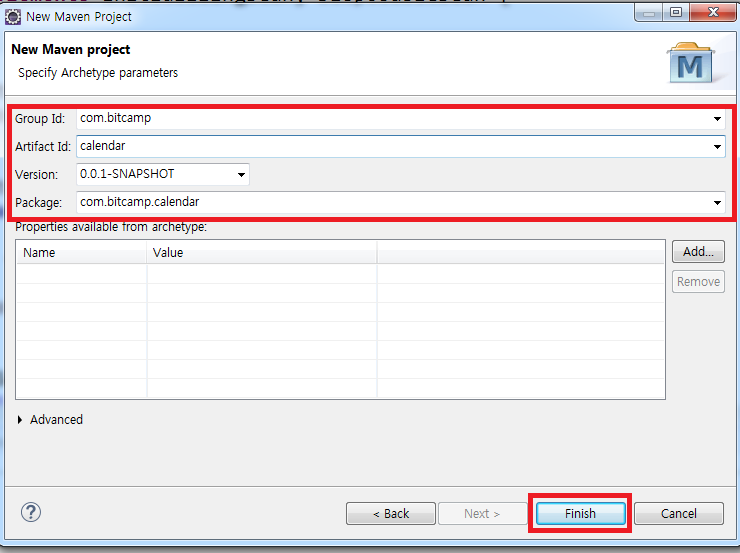 New Maven Project
New Maven project
Specify Archetype parameters
M
Group Id: com.bitcamp
Artifact Id: calendar
Version: 0.0.1-SNAPSHOT
Package: com.bitcamp.calendar
Properties available from archetype:
Name Value
Add...
Remove
Advanced
? < Back Next > Finish Cancel